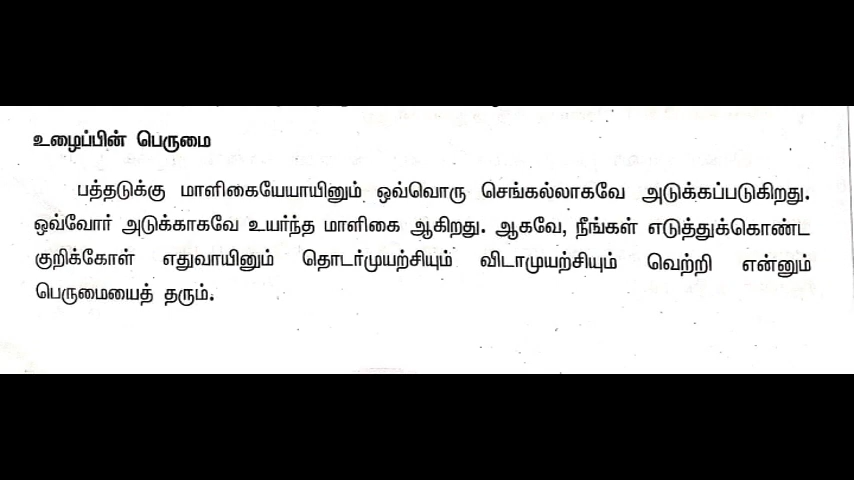 உழைப்பின் பெருமை
பத்தடுக்கு மாளிகையேயாயினும் ஒவ்வொரு செங்கல்லாகவே அடுக்கப்படுகிறது.
ஒவ்வோர் அடுக்காகவே உயர்ந்த மாளிகை ஆகிறது. ஆகவே, நீங்கள் எடுத்துக்கொண்ட
குறிக்கோள் எதுவாயினும் தொடர்முயற்சியும் விடாமுயற்சியும் வெற்றி என்னும்
பெருமையைத் தரும்.